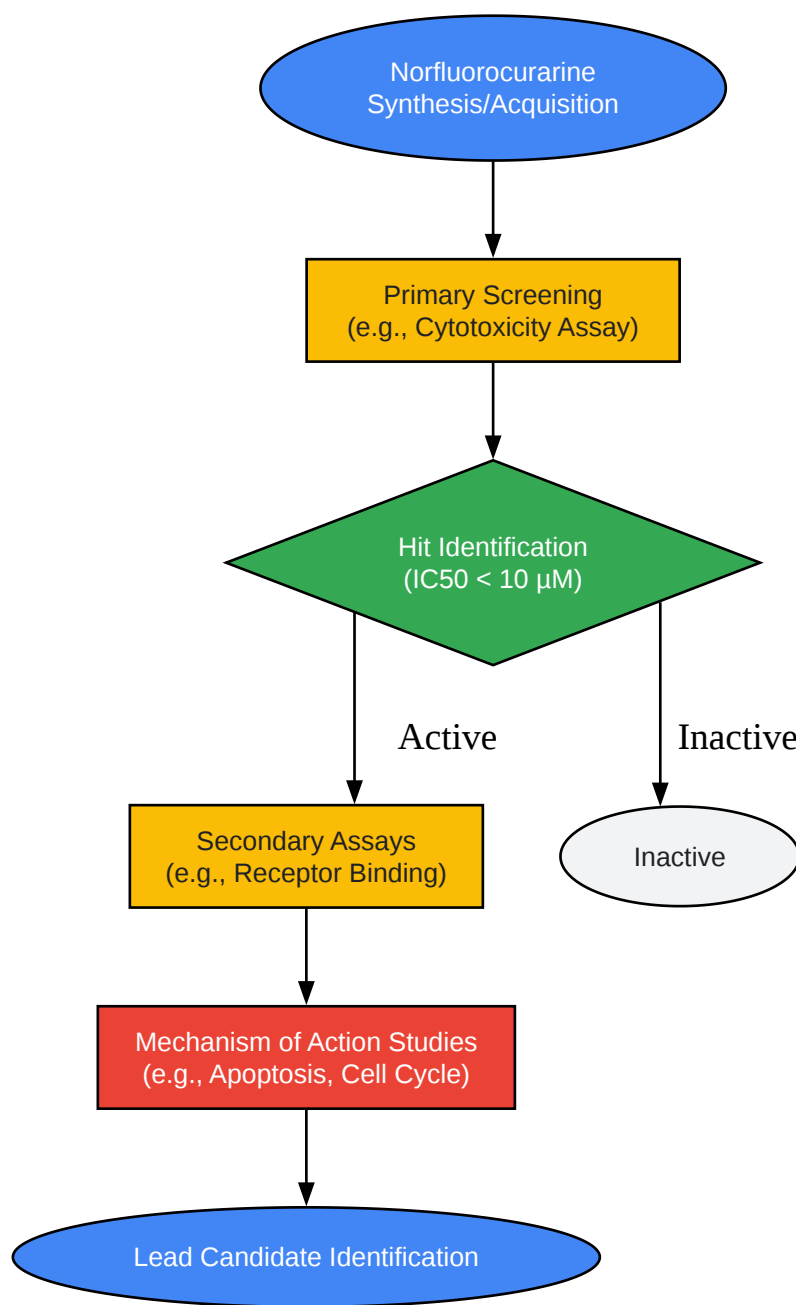 Norfluorocurarine
Synthesis/Acquisition
Primary Screening
(e.g., Cytotoxicity Assay)
Hit Identification
(IC50 < 10 µM)
Active
Inactive
Secondary Assays
(e.g., Receptor Binding)
Inactive
Mechanism of Action Studies
(e.g., Apoptosis, Cell Cycle)
Lead Candidate Identification